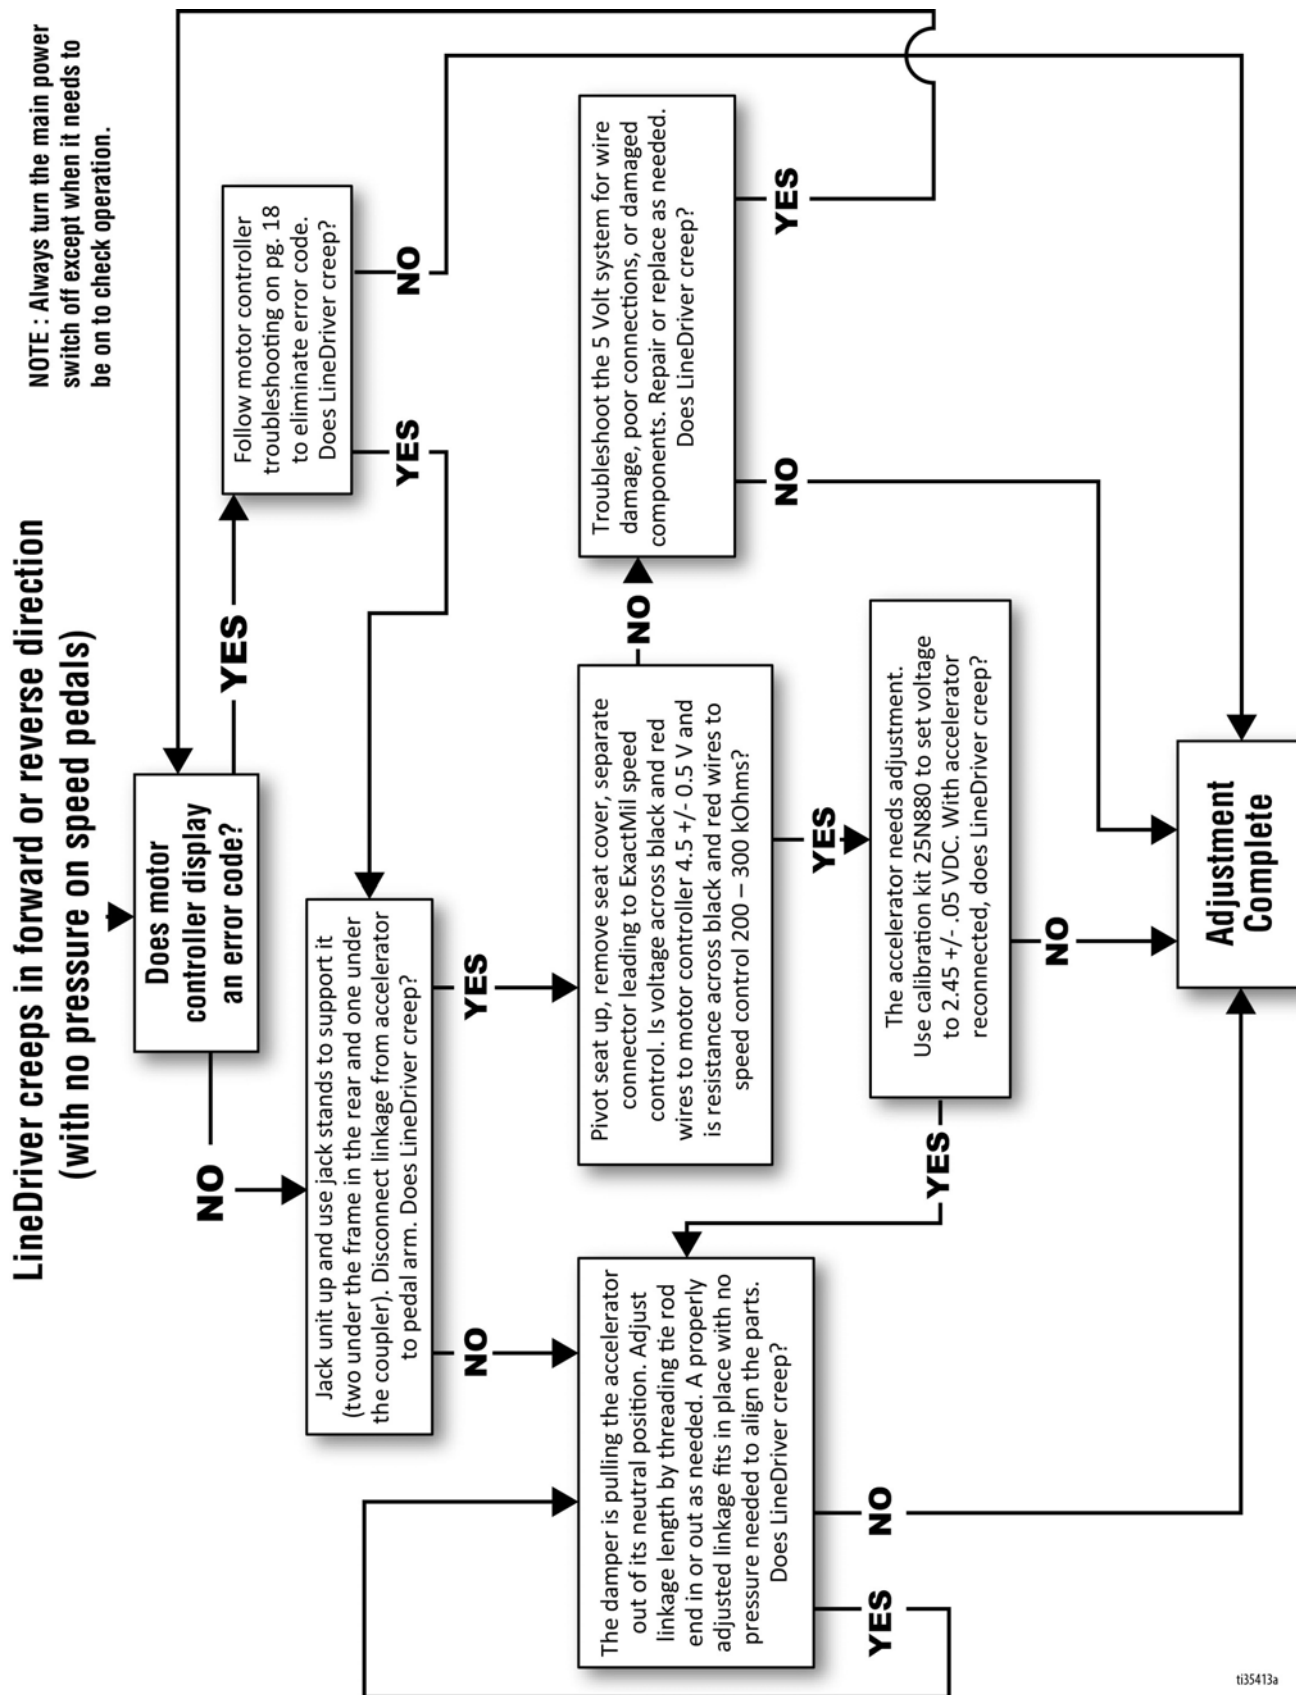 LineDriver creeps in forward or reverse direction
(with no pressure on speed pedals)
NOTE : Always turn the main power
switch off except when it needs to
be on to check operation.
Does motor
controller display
an error code?
YES
NO
Follow motor controller
troubleshooting on pg. 18
to eliminate error code.
Does LineDriver creep?
YES
NO
Jack unit up and use jack stands to support it
(two under the frame in the rear and one under
the coupler). Disconnect linkage from accelerator
to pedal arm. Does LineDriver creep?
NO
YES
The damper is pulling the accelerator
out of its neutral position. Adjust
linkage length by threading tie rod
end in or out as needed. A properly
adjusted linkage fits in place with no
pressure needed to align the parts.
Does LineDriver creep?
YES
NO
Pivot seat up, remove seat cover, separate
connector leading to ExactMil speed
control. Is voltage across black and red
wires to motor controller 4.5 +/- 0.5 V and
is resistance across black and red wires to
speed control 200 – 300 kOhms?
NO
YES
Troubleshoot the 5 Volt system for wire
damage, poor connections, or damaged
components. Repair or replace as needed.
Does LineDriver creep?
NO
YES
The accelerator needs adjustment.
Use calibration kit 25N880 to set voltage
to 2.45 +/- .05 VDC. With accelerator
reconnected, does LineDriver creep?
YES
NO
Adjustment
Complete
ti35413a